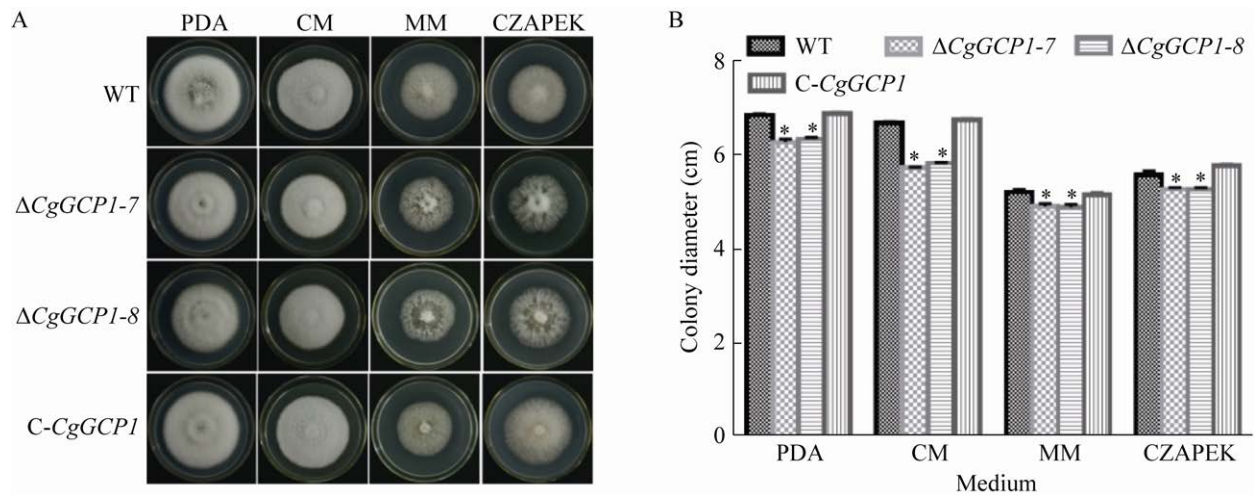 A
PDA CM MM CZAPEK
WT
ΔCgGCP1-7
ΔCgGCP1-8
C-CgGCP1
B
WT ΔCgGCP1-7 ΔCgGCP1-8
C-CgGCP1
8
6
4
2
0
Colony diameter (cm)
* * * * * * * *
PDA CM MM CZAPEK
Medium